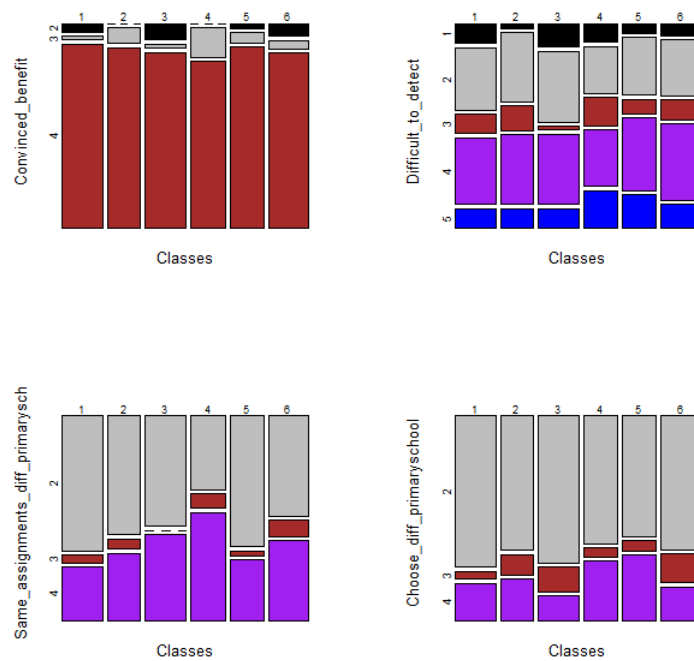 1 2 3 4 5 6
Convinced_benefit
2
3
4
Classes
1 2 3 4 5 6
Difficult_to_detect
1
2
3
4
5
Classes
1 2 3 4 5 6
Same_assignments_diff_primarysch
2
3
4
Classes
1 2 3 4 5 6
Choose_diff_primaryschool
2
3
4
Classes